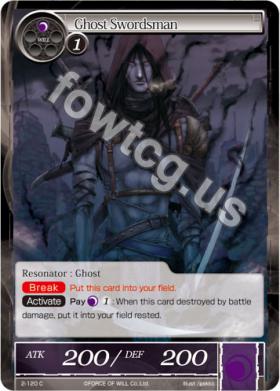 Ghost Swordsman
WILL
1
fowtcg.us
Resonator : Ghost
Break Put this card into your field.
Activate Pay 1 : When this card destroyed by battle
damage, put it into your field rested.
ATK 200/ DEF 200
2-120 C
©FORCE OF WILL Co.,Ltd.